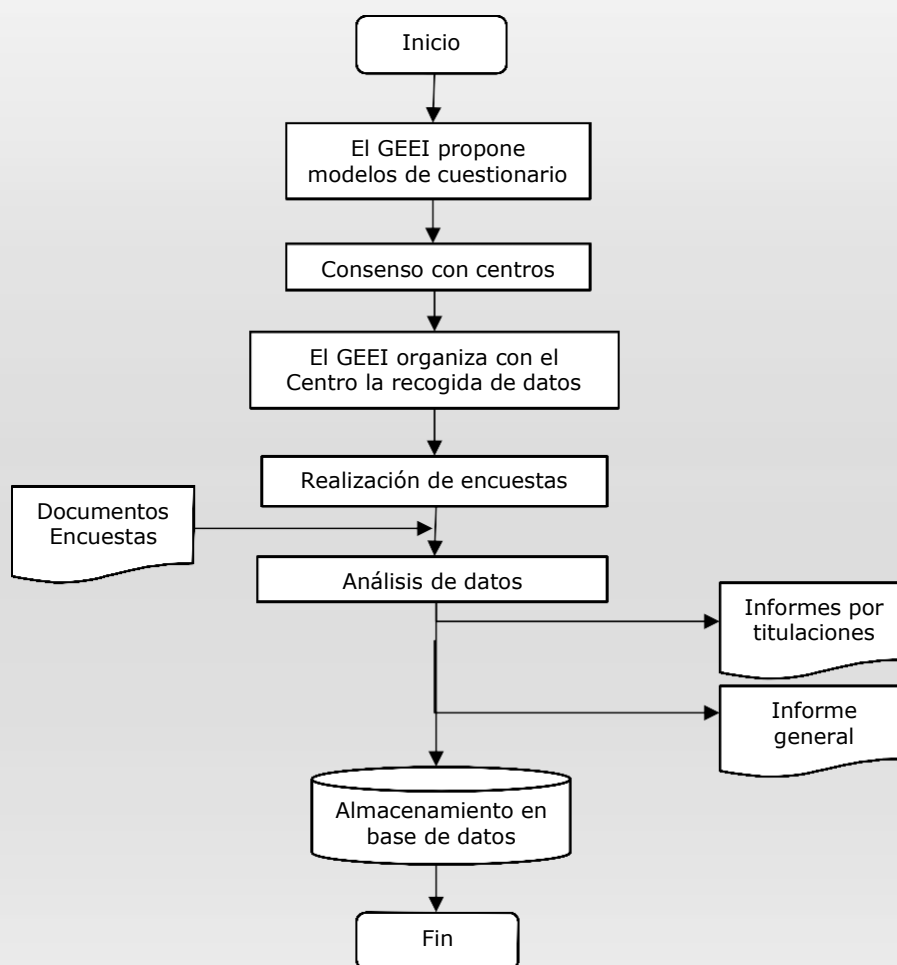 Inicio
El GEEI propone
modelos de cuestionario
Consenso con centros
El GEEI organiza con el
Centro la recogida de datos
Realización de encuestas
Documentos
Encuestas
Análisis de datos
Informes por
titulaciones
Informe
general
Almacenamiento en
base de datos
Fin